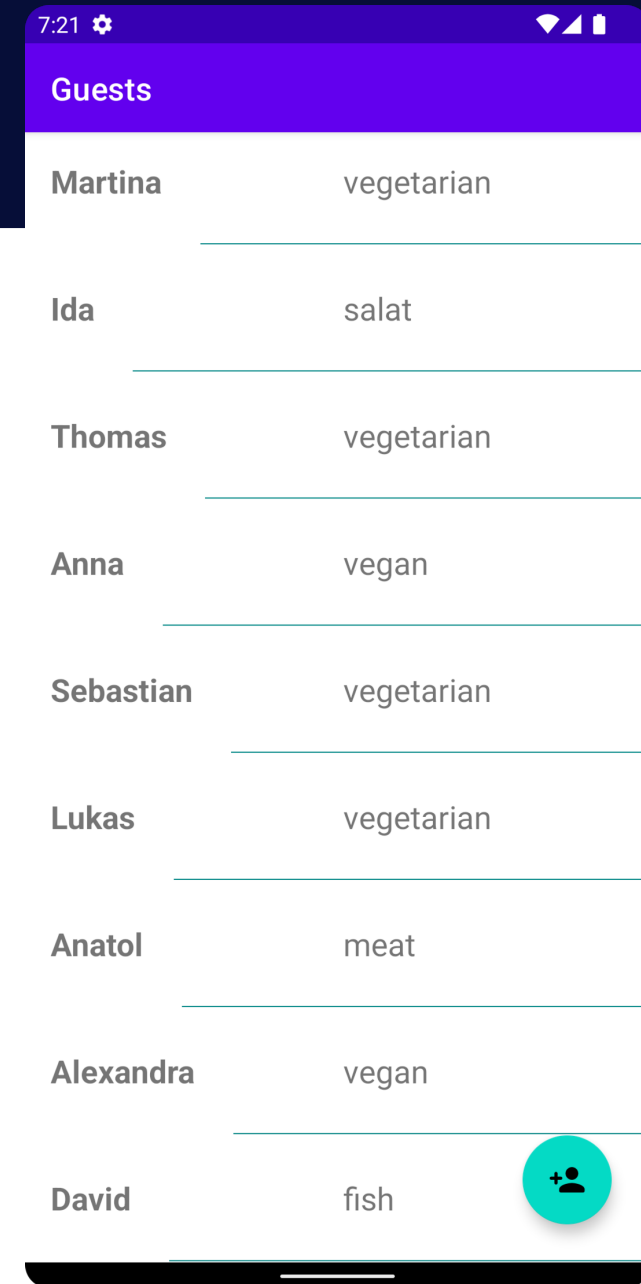 7:21
Guests
Martina vegetarian
Ida salat
Thomas vegetarian
Anna vegan
Sebastian vegetarian
Lukas vegetarian
Anatol meat
Alexandra vegan
David fish